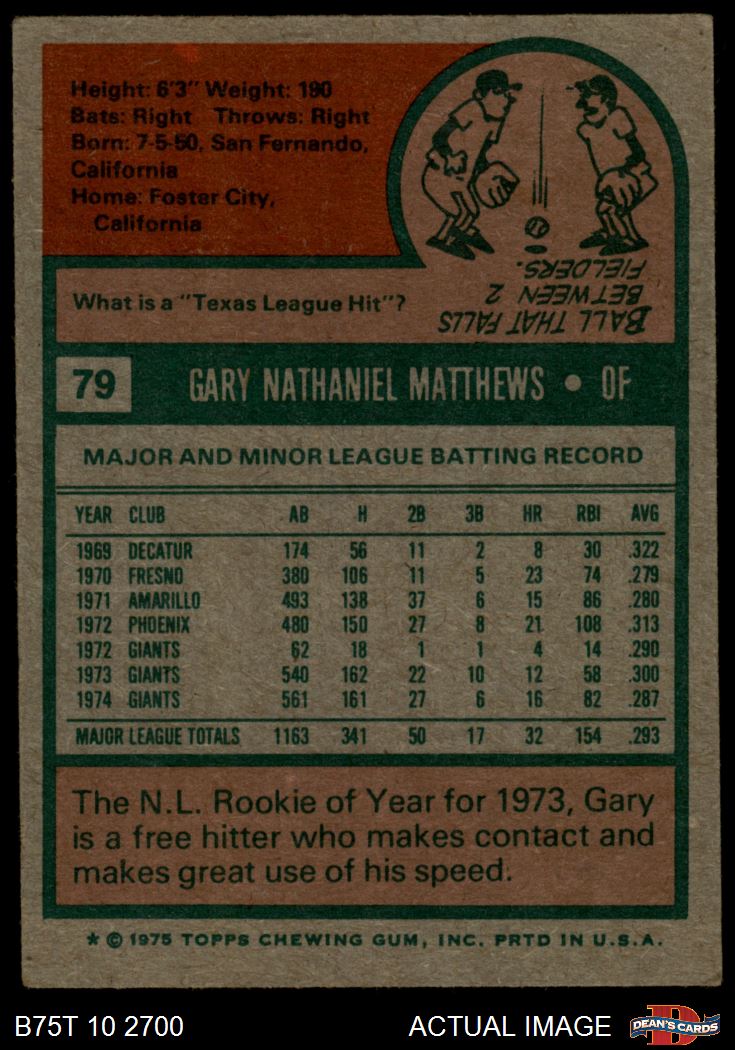 Height: 6'3" Weight: 190
Bats: Right Throws: Right
Born: 7-5-50, San Fernando,
California
Home: Foster City,
California
What is a "Texas League Hit"?
BALL THAT FALLS
BETWEEN 2
FIELDERS.
79 GARY NATHANIEL MATTHEWS • OF
MAJOR AND MINOR LEAGUE BATTING RECORD
YEAR CLUB AB H 2B 3B HR RBI AVG
1969 DECATUR 174 56 11 2 8 30 .322
1970 FRESNO 380 106 11 5 23 74 .279
1971 AMARILLO 493 138 37 6 15 86 .280
1972 PHOENIX 480 150 27 8 21 108 .313
1972 GIANTS 62 18 1 1 4 14 .290
1973 GIANTS 540 162 22 10 12 58 .300
1974 GIANTS 561 161 27 6 16 82 .287
MAJOR LEAGUE TOTALS 1163 341 50 17 32 154 .293
The N.L. Rookie of Year for 1973, Gary
is a free hitter who makes contact and
makes great use of his speed.
* © 1975 TOPPS CHEWING GUM, INC. PRTD IN U.S.A.
B75T 10 2700 ACTUAL IMAGE
D
DEAN'S CARDS